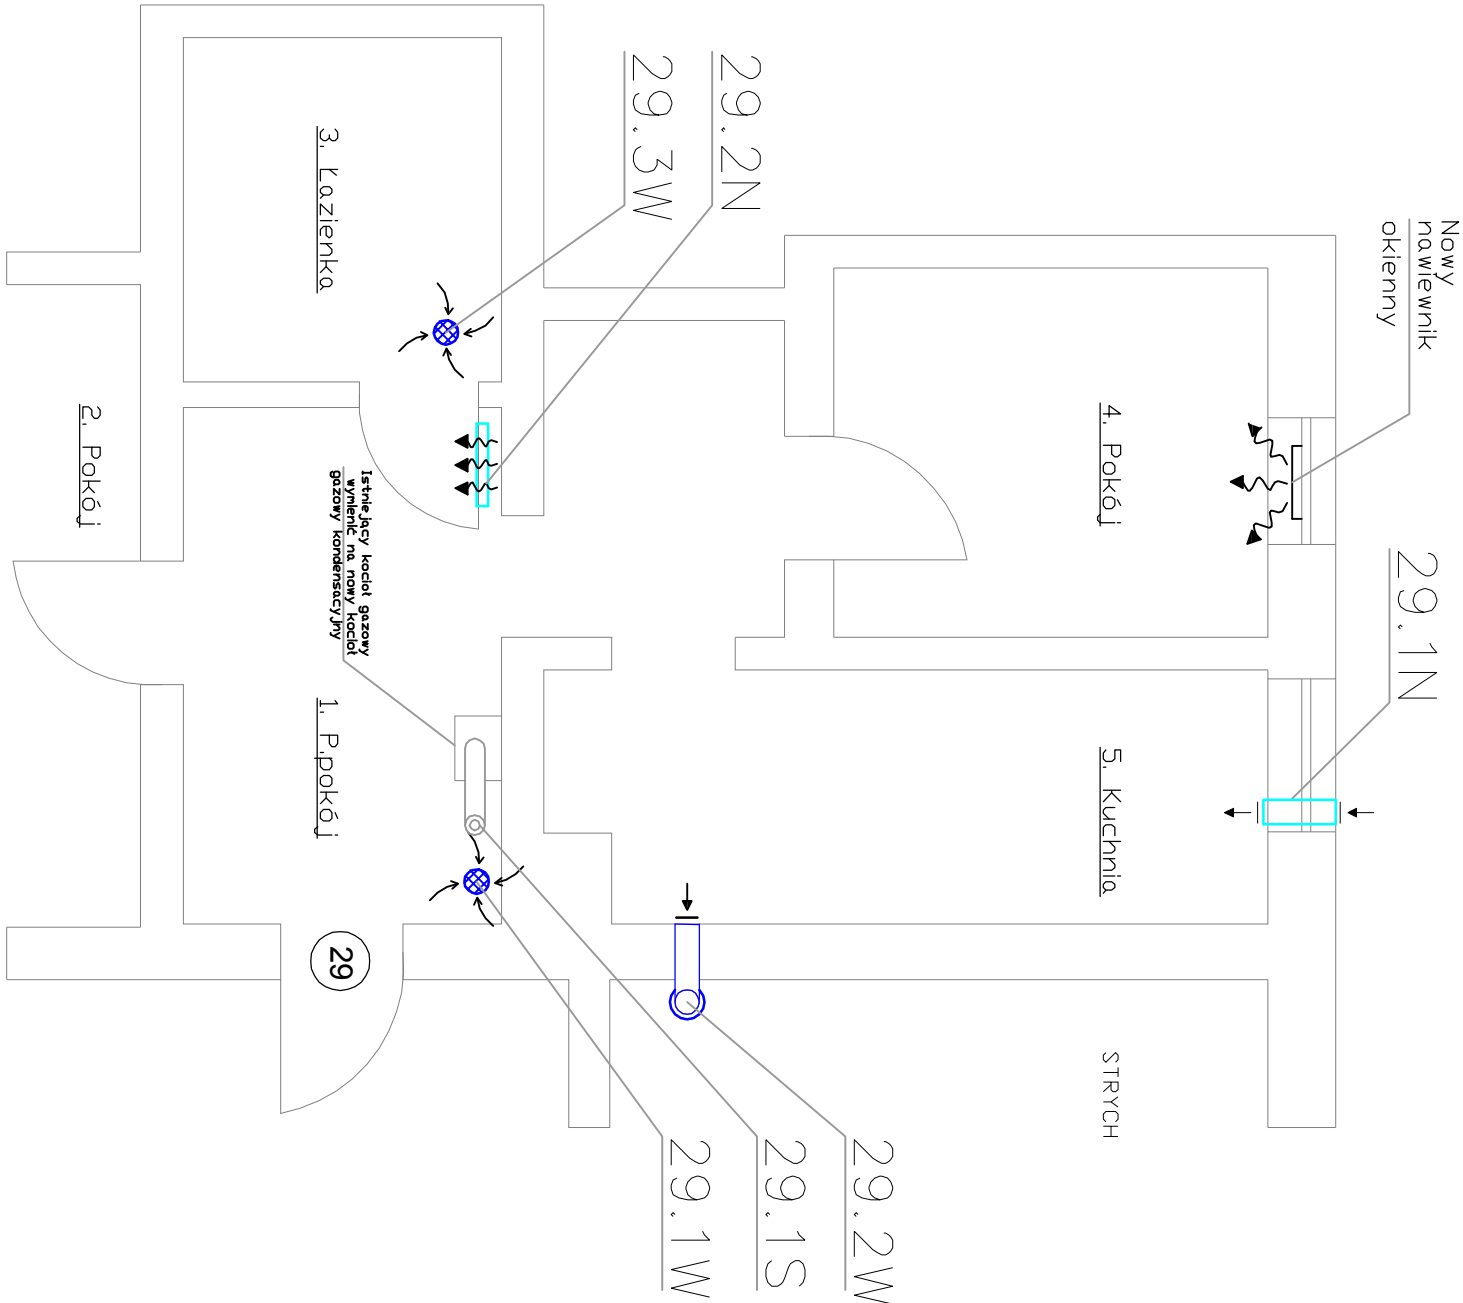 Nowy
nawiewnik
okienny
29.1N
29.2N
29.3W
4. Pokój
5. Kuchnia
STRYCH
3. Łazienka
Istniejący kocioł gazowy
wymienić na nowy kocioł
gazowy kondensacyjny
1. P.pokój
29
2. Pokój
29.2W
29.1S
29.1W